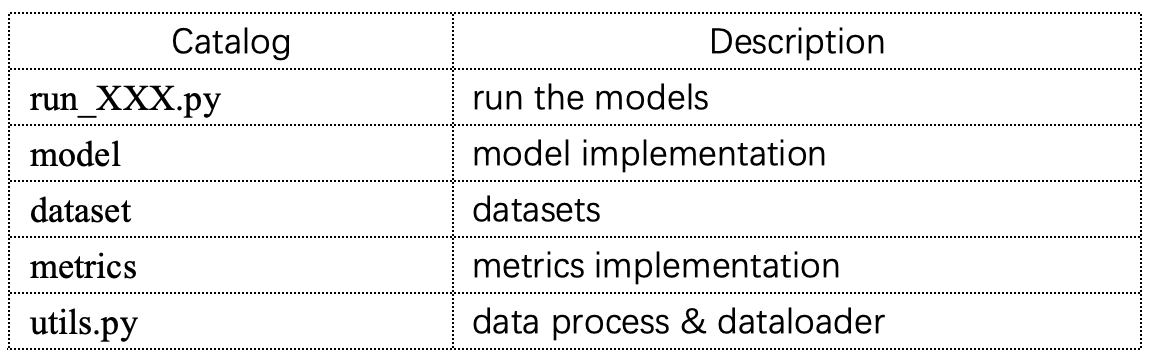 Catalog Description
run_XXX.py run the models
model model implementation
dataset datasets
metrics metrics implementation
utils.py data process & dataloader